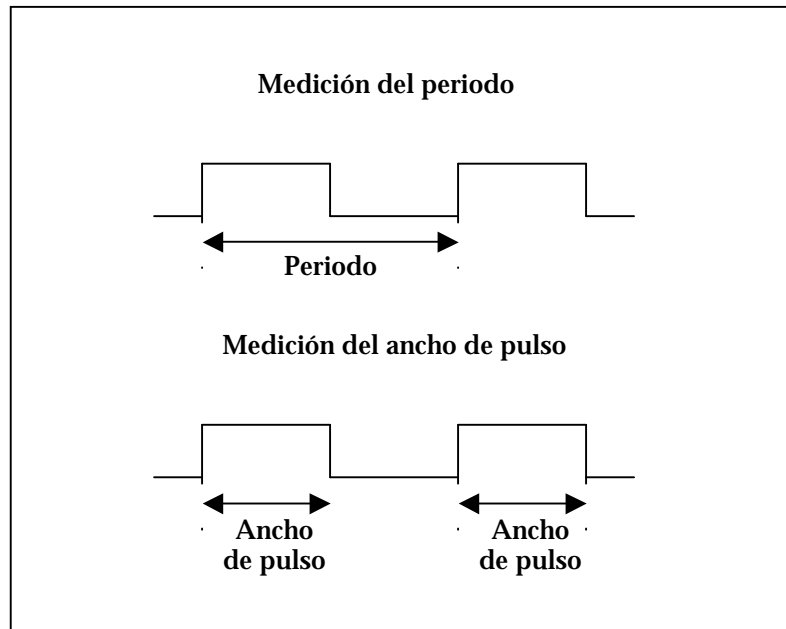 Medición del periodo
Periodo
Medición del ancho de pulso
Ancho
de pulso
Ancho
de pulso